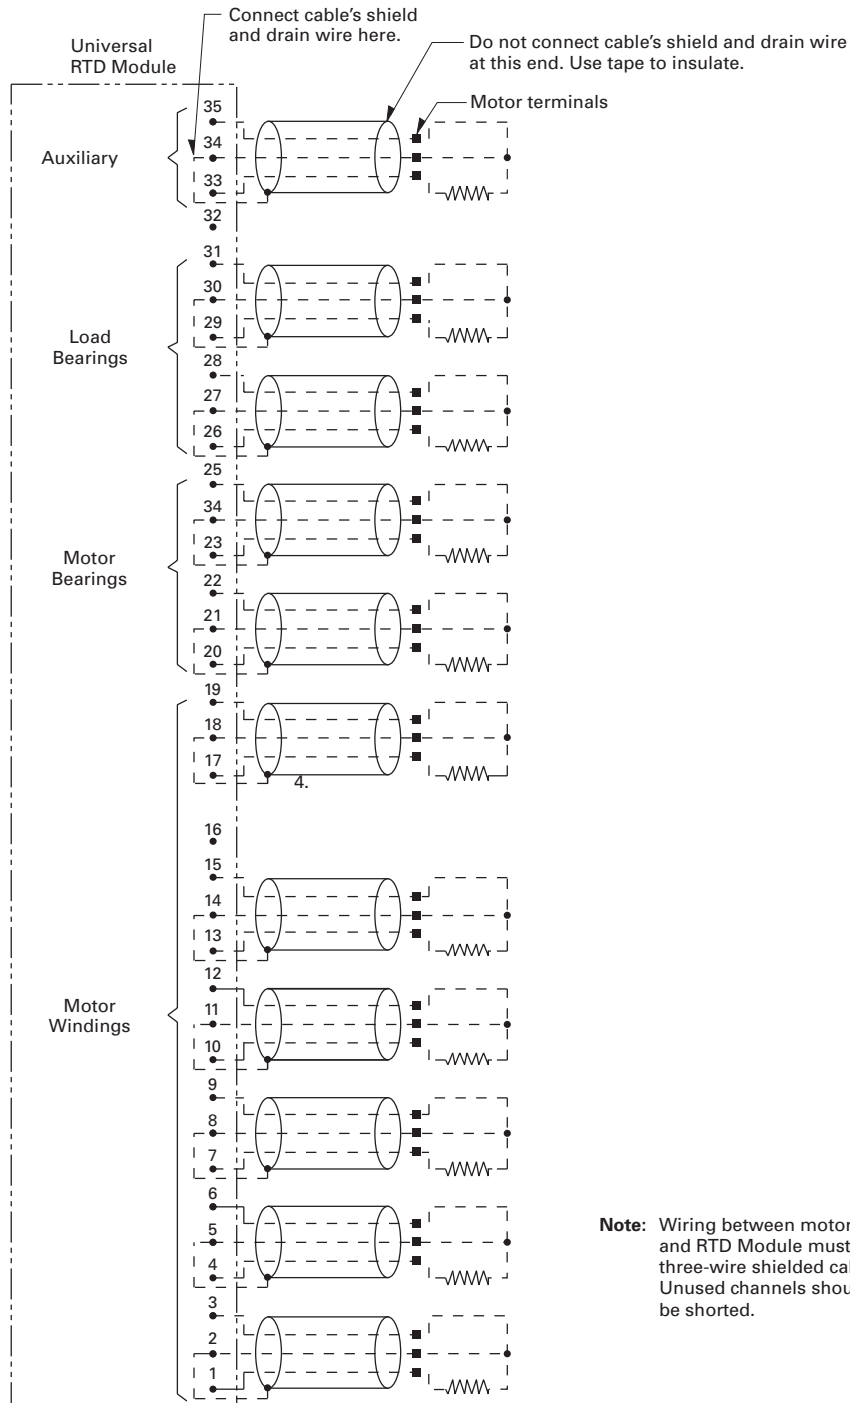 Connect cable's shield
and drain wire here.
Universal
RTD Module
Do not connect cable's shield and drain wire
at this end. Use tape to insulate.
Motor terminals
35
34
Auxiliary
33
32
31
30
29
Load
Bearings
28
27
26
25
34
23
Motor
Bearings
22
21
20
19
18
17
4.
16
15
14
13
12
11
Motor
Windings
10
9
8
7
6
5
4
3
2
1
Note: Wiring between motor
and RTD Module must
three-wire shielded cal
Unused channels shou
be shorted.